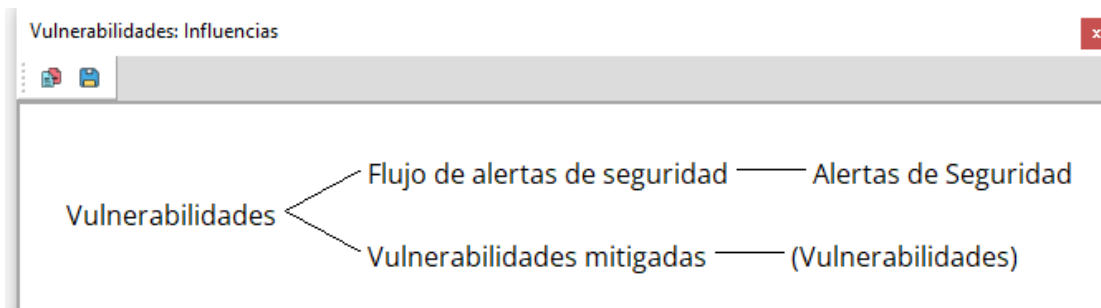 Vulnerabilidades: Influencias
x
Flujo de alertas de seguridad Alertas de Seguridad
Vulnerabilidades
Vulnerabilidades mitigadas (Vulnerabilidades)